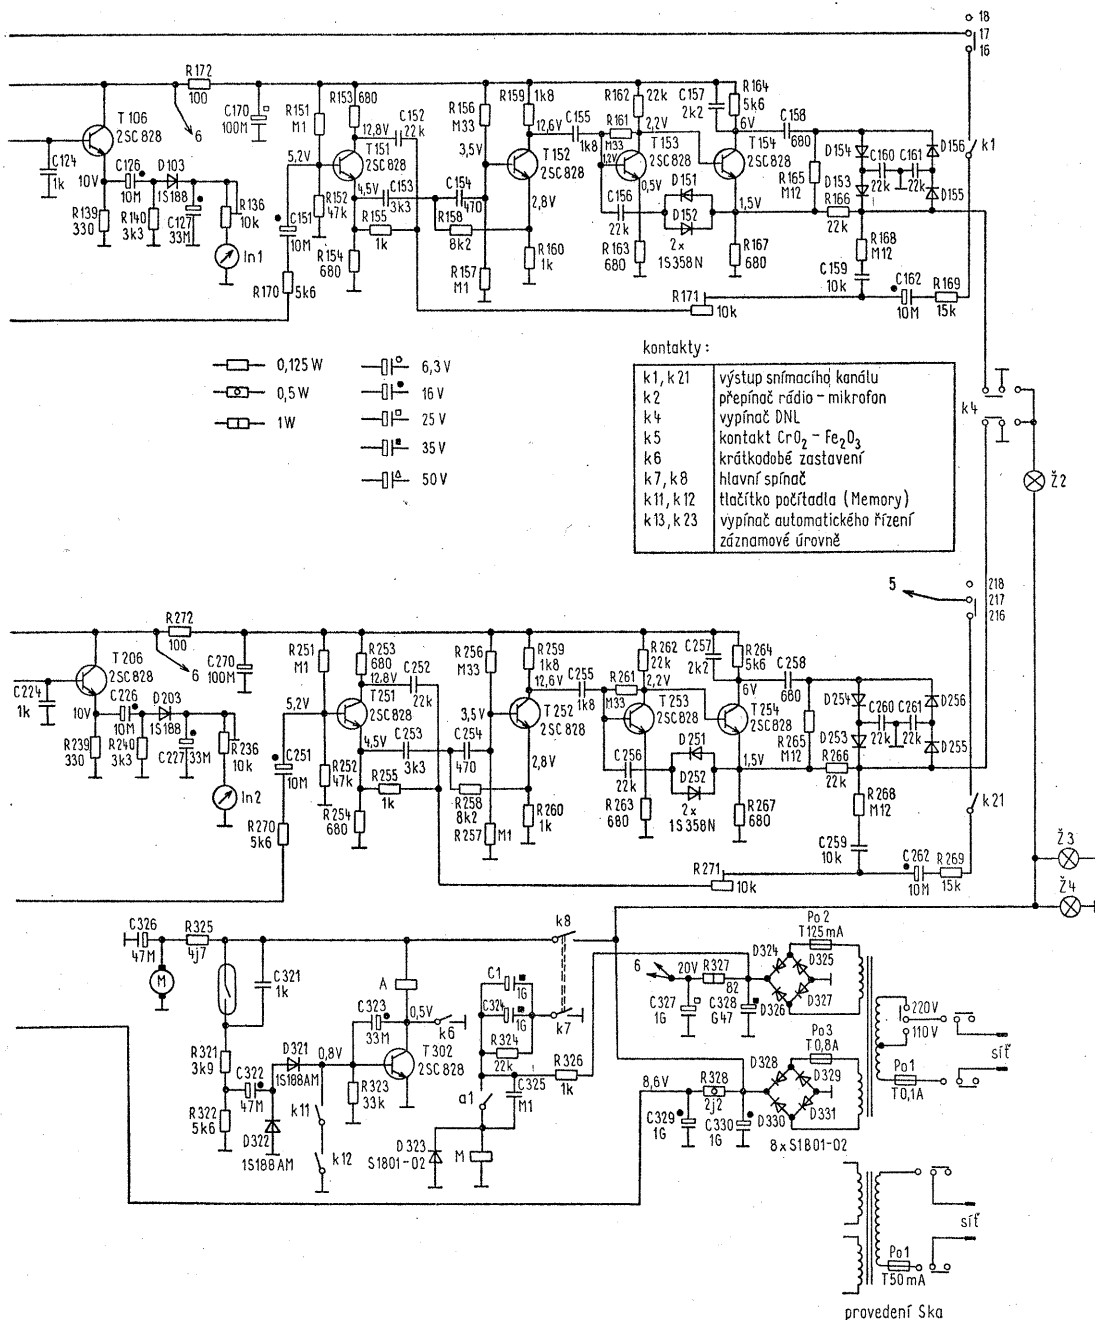 18
17
16
R172
100
T106
2SC828
6
C170
100M
R151
M1
R153
680
C152
22k
12,8V
T151
2SC828
R156
M33
R159
1k8
12,6V
C155
1k8
R161
M33
1,2V
R162
22k
2,2V
T153
2SC828
C157
2k2
R164
5k6
6V
T154
2SC828
C158
680
D154
C160
22k
C161
22k
D156
k1
C124
1k
10V
C126
10M
D103
1S188
R139
330
R140
3k3
C127
33M
R136
10k
In1
5,2V
C151
10M
R152
47k
4,5V
C153
3k3
C154
470
3,5V
T152
2SC828
R155
1k
R158
8k2
2,8V
R154
680
R160
1k
R157
M1
R170
5k6
0,5V
D151
C156
22k
D152
2x
1S358N
R163
680
1,5V
R167
680
R165
M12
D153
D155
R166
22k
R168
M12
C159
10k
C162
10M
R169
15k
R171
10k
0,125W
0,5W
1W
6,3V
16V
25V
35V
50V
kontakty:
k1, k21 výstup snímacího kanálu
k2 přepínač rádio – mikrofon
k4 vypínač DNL
k5 kontakt CrO2 – Fe2O3
k6 krátkodobé zastavení
k7, k8 hlavní spínač
k11, k12 tlačítko počítadla (Memory)
k13, k23 vypínač automatického řízení
záznamové úrovně
k4
Ž2
5
218
217
216
R272
100
T206
2SC828
6
C270
100M
R251
M1
R253
680
12,8V
C252
22k
T251
2SC828
R256
M33
R259
1k8
12,6V
C255
1k8
R261
M33
R262
22k
2,2V
T253
2SC828
C257
2k2
R264
5k6
6V
T254
2SC828
C258
680
D254
C260
22k
C261
22k
D256
C224
1k
10V
C226
10M
D203
1S188
R239
330
R240
3k3
C227
33M
R236
10k
In2
5,2V
C251
10M
R252
47k
4,5V
C253
3k3
C254
470
3,5V
T252
2SC828
R255
1k
R258
8k2
2,8V
R254
680
R260
1k
R257
M1
R270
5k6
D251
C256
22k
D252
2x
1S358N
R263
680
1,5V
R267
680
R265
M12
D253
D255
R266
22k
R268
M12
k21
C259
10k
C262
10M
R269
15k
R271
10k
Ž3
Ž4
C326
47M
R325
4j7
M
C321
1k
A
C323
33M
0,5V
k6
T302
2SC828
R321
3k9
C322
47M
D321
1S188AM
0,8V
R323
33k
R322
5k6
D322
1S188AM
k11
k12
k8
C1
1G
C324
1G
k7
R324
22k
R326
1k
a1
C325
M1
D323
S1801-02
M
6
20V
R327
82
C327
1G
C328
G47
D324
D325
D326
D327
Po2
T125mA
Po3
T0,8A
8,6V
R328
2j2
C329
1G
C330
1G
D328
D329
D330
D331
8xS1B01-02
220V
110V
Po1
T0,1A
síť
síť
Po1
T50mA
provedení Ska